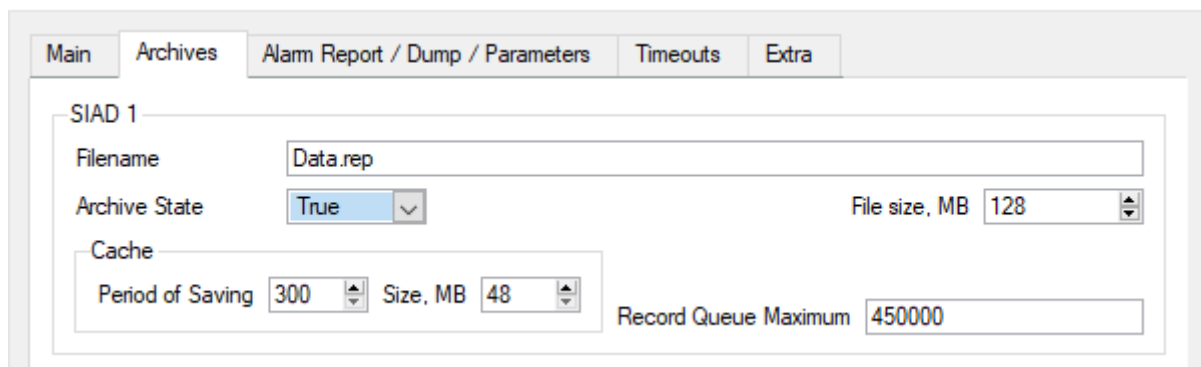 Main Archives Alarm Report / Dump / Parameters Timeouts Extra
SIAD 1
Filename Data.rep
Archive State True File size, MB 128
Cache
Period of Saving 300 Size, MB 48
Record Queue Maximum 450000